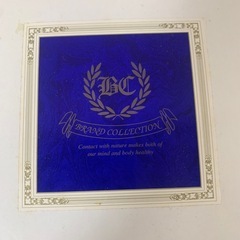 BC
BRAND COLLECTION
Contact with nature makes both of
our mind and body healthy